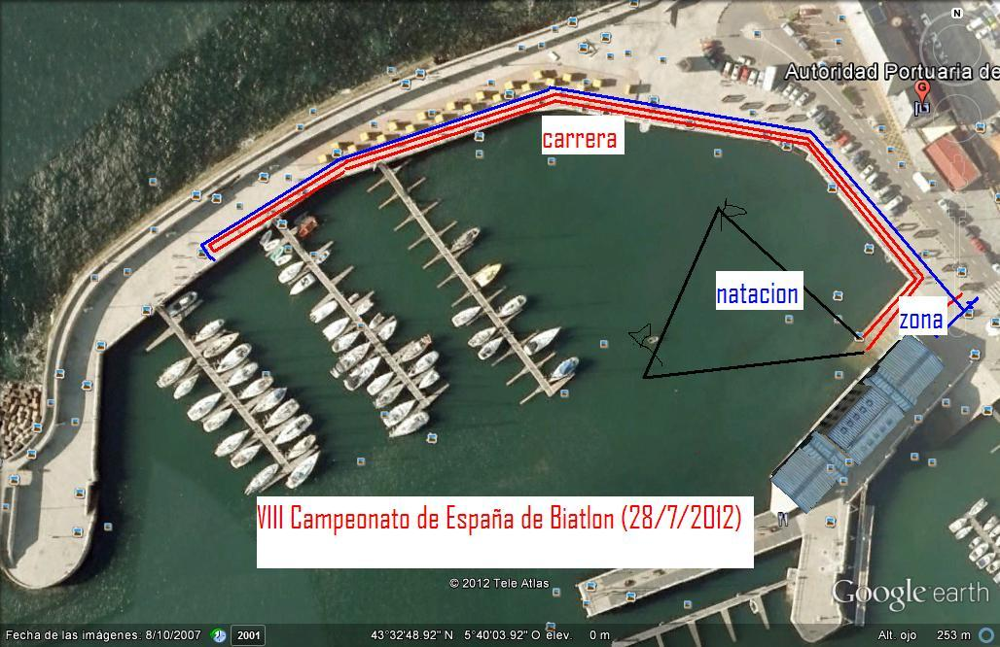 N
Autoridad Portuaria de
G
carrera
natacion
zona
VIII Campeonato de España de Biatlon (28/7/2012)
© 2012 Tele Atlas
Google earth
Fecha de las imágenes: 8/10/2007 2001 43°32'48.92" N 5°40'03.92" O elev. 0 m Alt. ojo 253 m